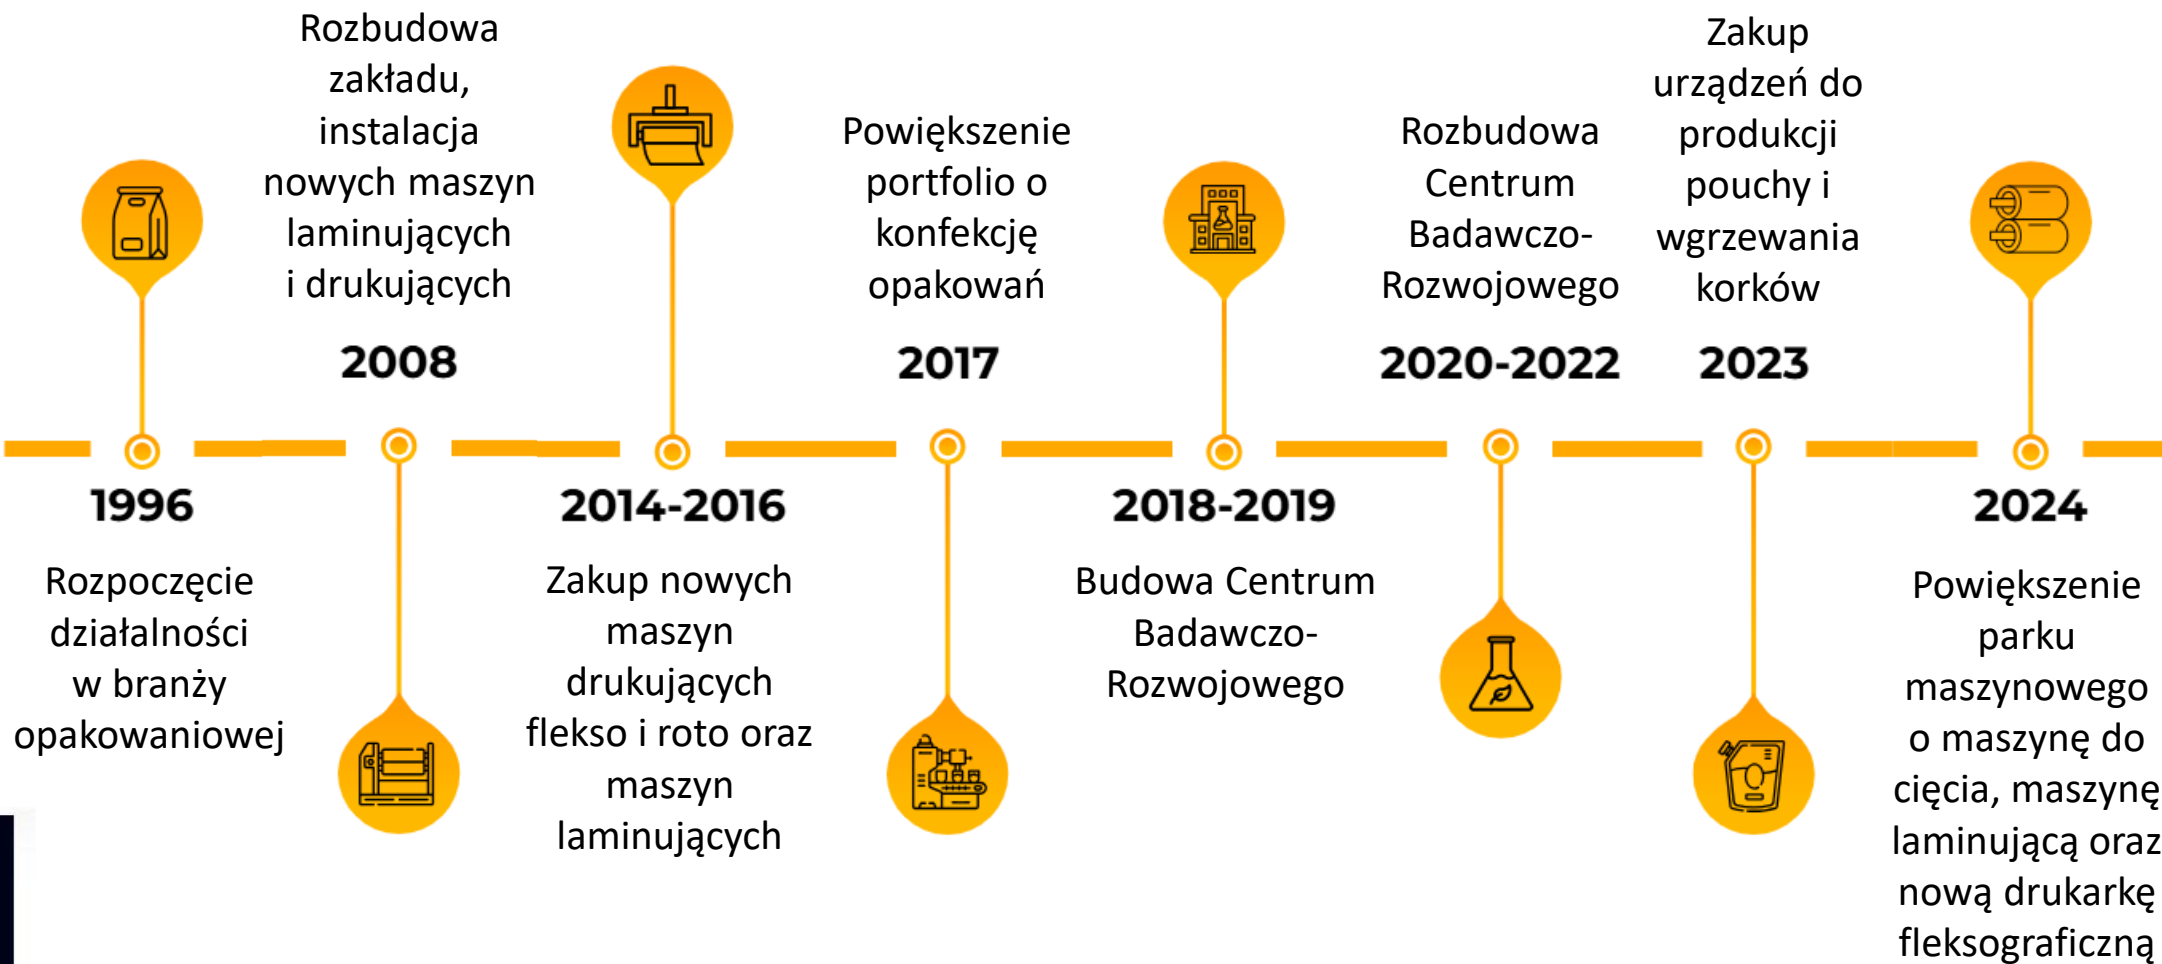 1996
Rozpoczęcie
działalności
w branży
opakowaniowej
Rozbudowa
zakładu,
instalacja
nowych maszyn
laminujących
i drukujących
2008
2014-2016
Zakup nowych
maszyn
drukujących
flekso i roto oraz
maszyn
laminujących
Powiększenie
portfolio o
konfekcję
opakowań
2017
2018-2019
Budowa Centrum
Badawczo-
Rozwojowego
Rozbudowa
Centrum
Badawczo-
Rozwojowego
2020-2022
Zakup
urządzeń do
produkcji
pouchy i
wgrzewania
korków
2023
2024
Powiększenie
parku
maszynowego
o maszynę do
cięcia, maszynę
laminującą oraz
nową drukarkę
fleksograficzną